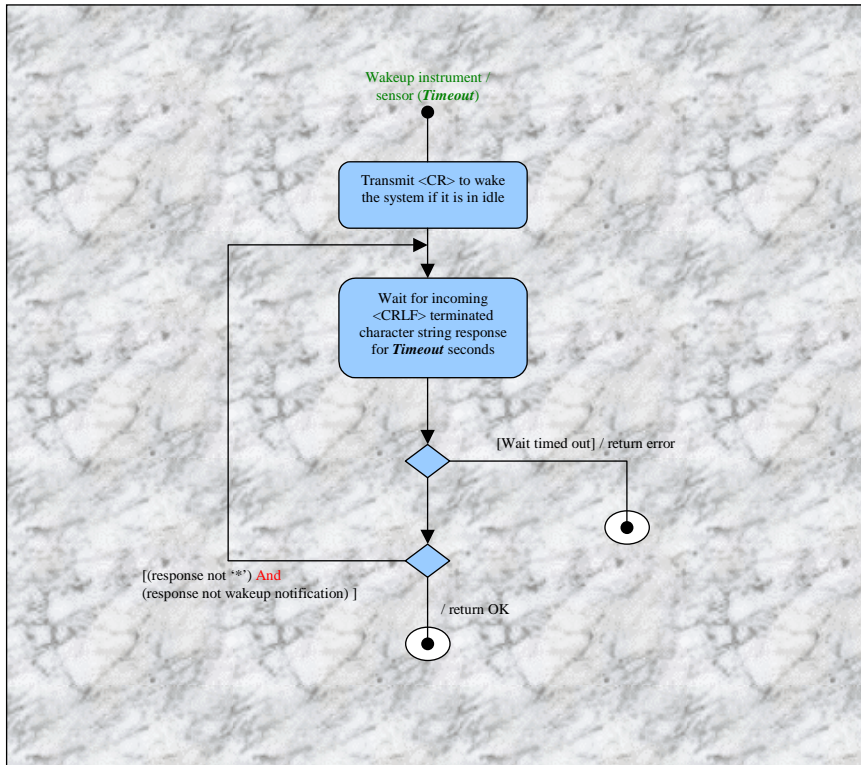 Wakeup instrument /
sensor (Timeout)
Transmit <CR> to wake
the system if it is in idle
Wait for incoming
<CRLF> terminated
character string response
for Timeout seconds
[Wait timed out] / return error
[(response not ‘*’) And
(response not wakeup notification) ]
/ return OK